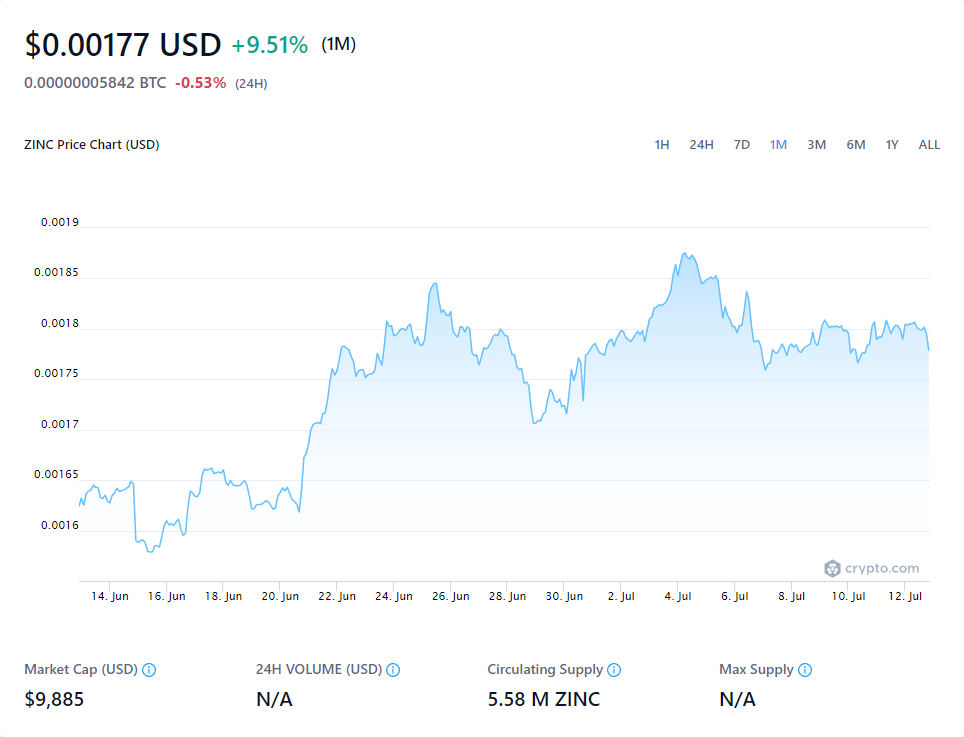 $0.00177 USD +9.51% (1M)
0.00000005842 BTC -0.53% (24H)
ZINC Price Chart (USD) 1H 24H 7D 1M 3M 6M 1Y ALL
0.0019
0.00185
0.0018
0.00175
0.0017
0.00165
0.0016
crypto.com
14. Jun 16. Jun 18. Jun 20. Jun 22. Jun 24. Jun 26. Jun 28. Jun 30. Jun 2. Jul 4. Jul 6. Jul 8. Jul 10. Jul 12. Jul
Market Cap (USD) 24H VOLUME (USD) Circulating Supply Max Supply
$9,885 N/A 5.58 M ZINC N/A